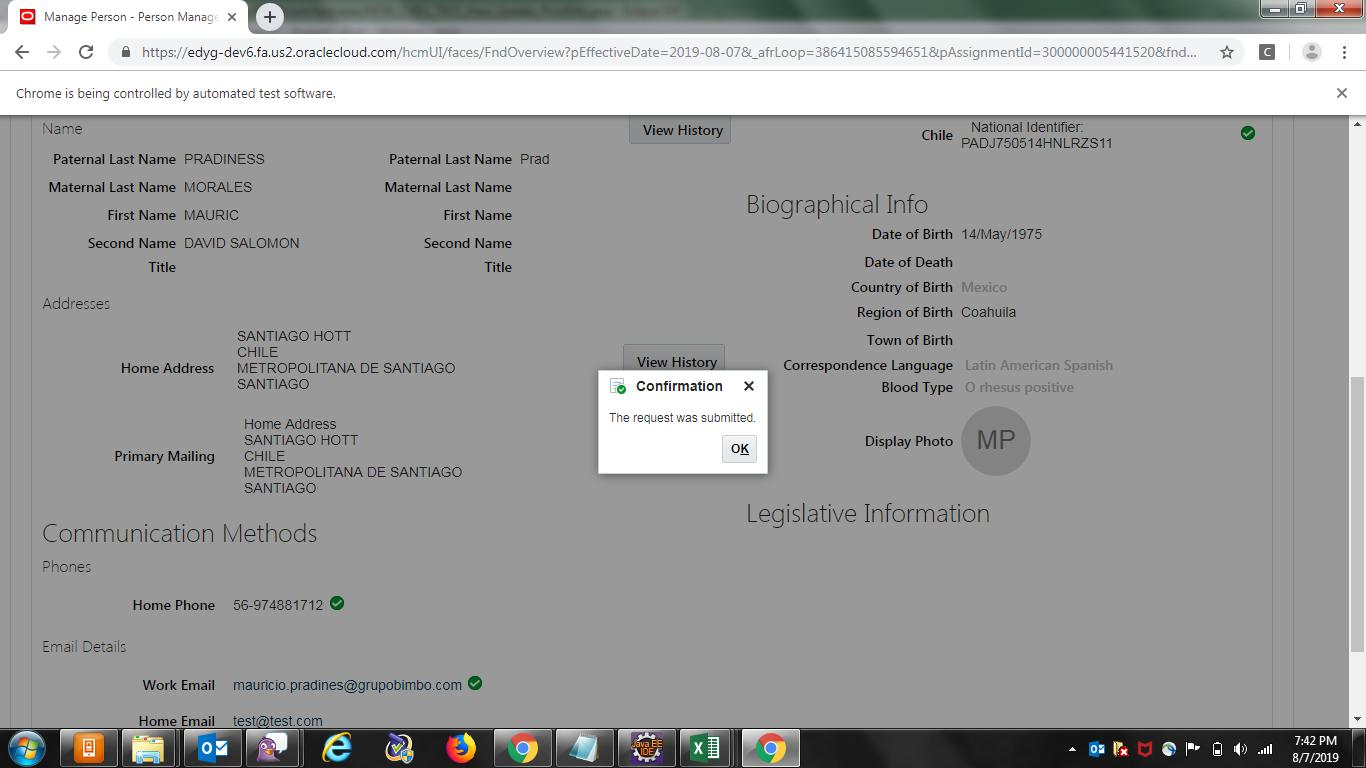 Manage Person - Person Manage
https://edyg-dev6.fa.us2.oraclecloud.com/hcmUI/faces/FndOverview?pEffectiveDate=2019-08-07&_afrLoop=386415085594651&pAssignmentId=300000005441520&fnd...
C
Chrome is being controlled by automated test software.
Name
View History
Paternal Last Name PRADINESS
Paternal Last Name Prad
Maternal Last Name MORALES
Maternal Last Name
First Name MAURIC
First Name
Second Name DAVID SALOMON
Second Name
Title
Title
Addresses
Home Address
SANTIAGO HOTT
CHILE
METROPOLITANA DE SANTIAGO
SANTIAGO
View History
Primary Mailing
Home Address
SANTIAGO HOTT
CHILE
METROPOLITANA DE SANTIAGO
SANTIAGO
Communication Methods
Phones
Home Phone 56-974881712
Email Details
Work Email mauricio.pradines@grupobimbo.com
Home Email test@test.com
Chile
National Identifier:
PADJ750514HNLRZS11
Biographical Info
Date of Birth 14/May/1975
Date of Death
Country of Birth Mexico
Region of Birth Coahuila
Town of Birth
Correspondence Language Latin American Spanish
Blood Type O rhesus positive
Display Photo MP
Legislative Information
Confirmation
The request was submitted.
OK
Java EE
IDE
7:42 PM
8/7/2019